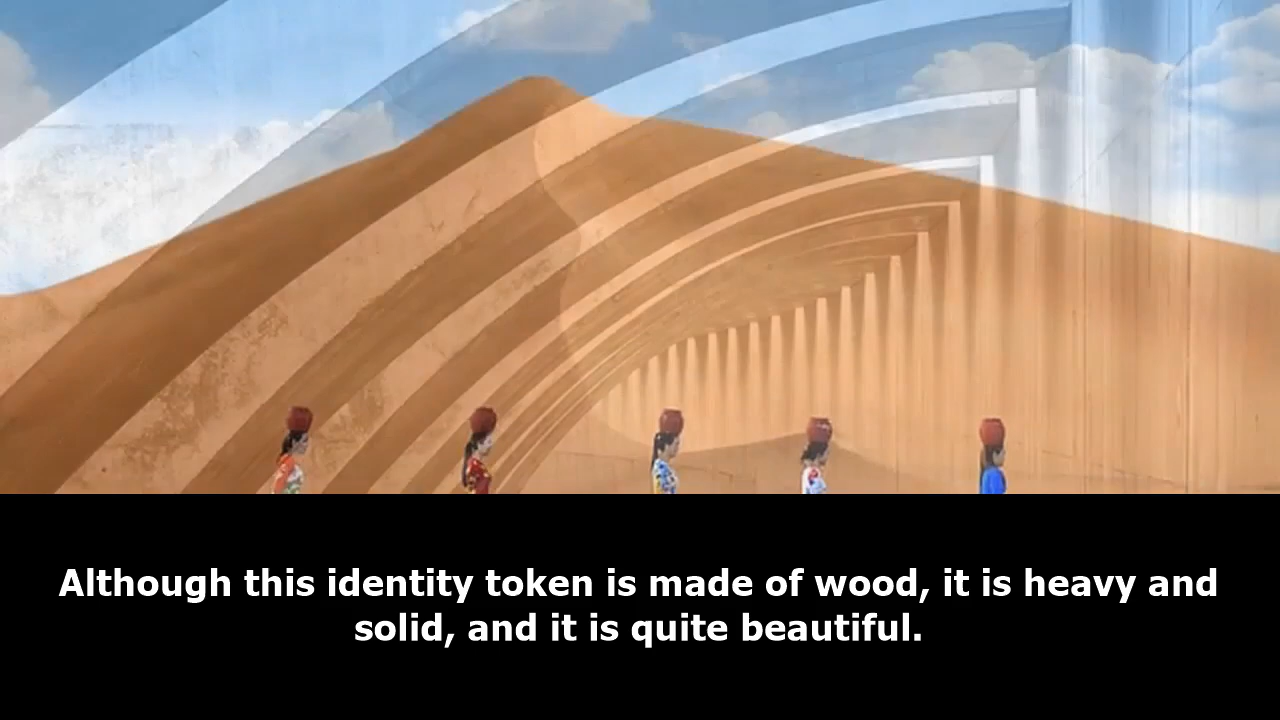 Although this identity token is made of wood, it is heavy and
solid, and it is quite beautiful.